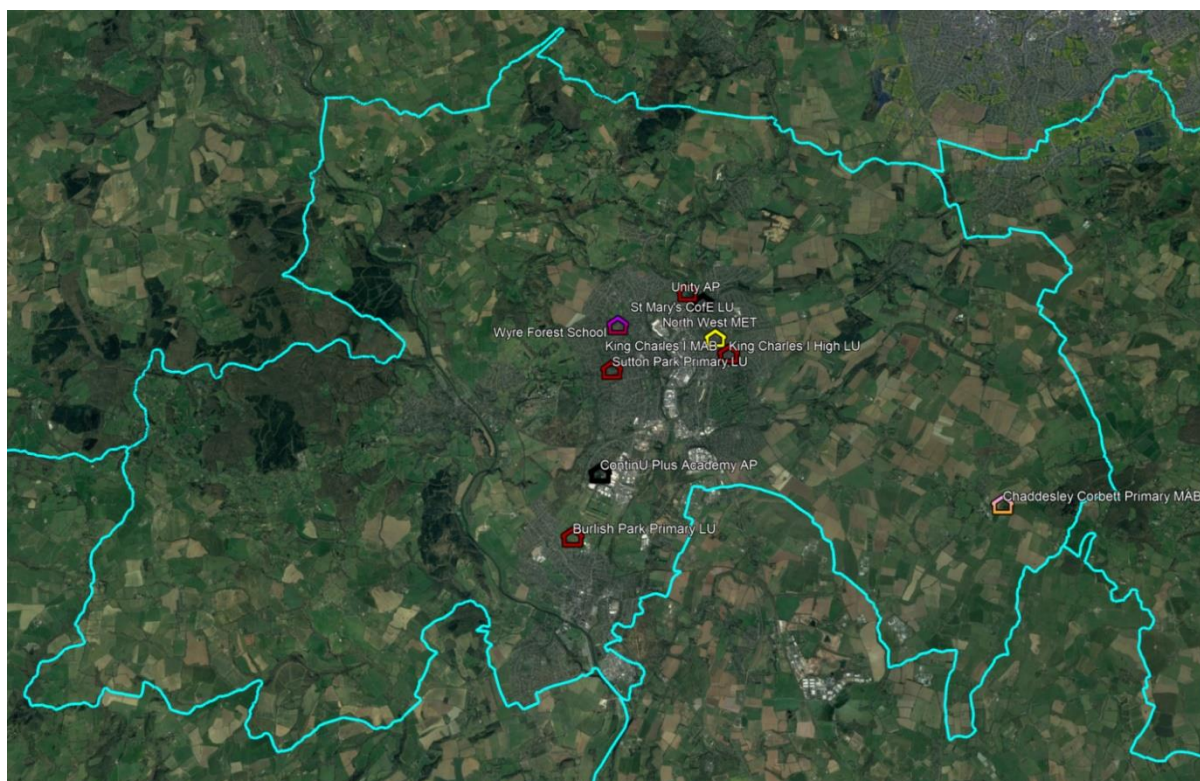 Unity AP
St Mary's CofE LU
North West MET
Wyre Forest School
King Charles I MAB
King Charles I High LU
Sutton Park Primary LU
ContinU Plus Academy AP
Chaddesley Corbett Primary MAB
Burlish Park Primary LU